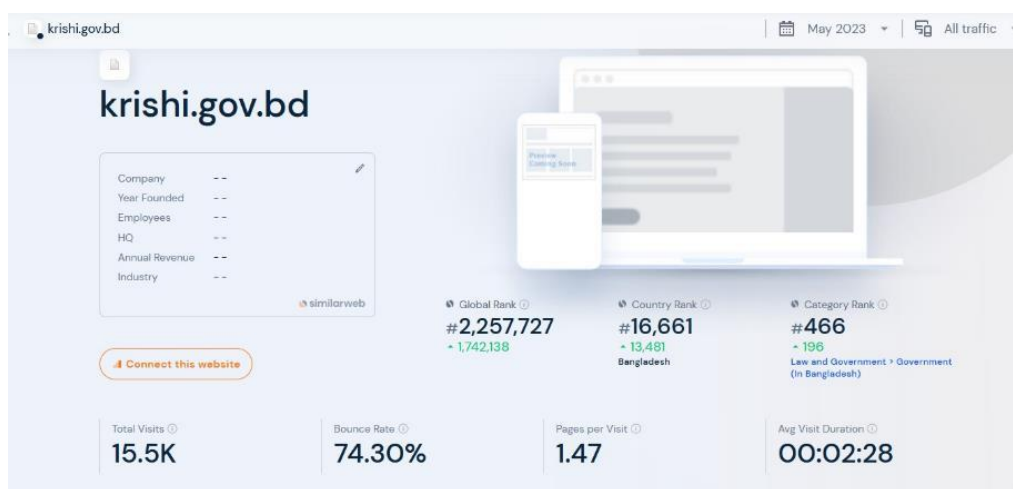 krishi.gov.bd
May 2023
All traffic
krishi.gov.bd
Company - -
Year Founded - -
Employees - -
HQ - -
Annual Revenue - -
Industry - -
similarweb
Connect this website
Preview
Coming Soon
Global Rank
#2,257,727
1,742,138
Country Rank
#16,661
13,481
Bangladesh
Category Rank
#466
196
Law and Government > Government
(In Bangladesh)
Total Visits
15.5K
Bounce Rate
74.30%
Pages per Visit
1.47
Avg Visit Duration
00:02:28